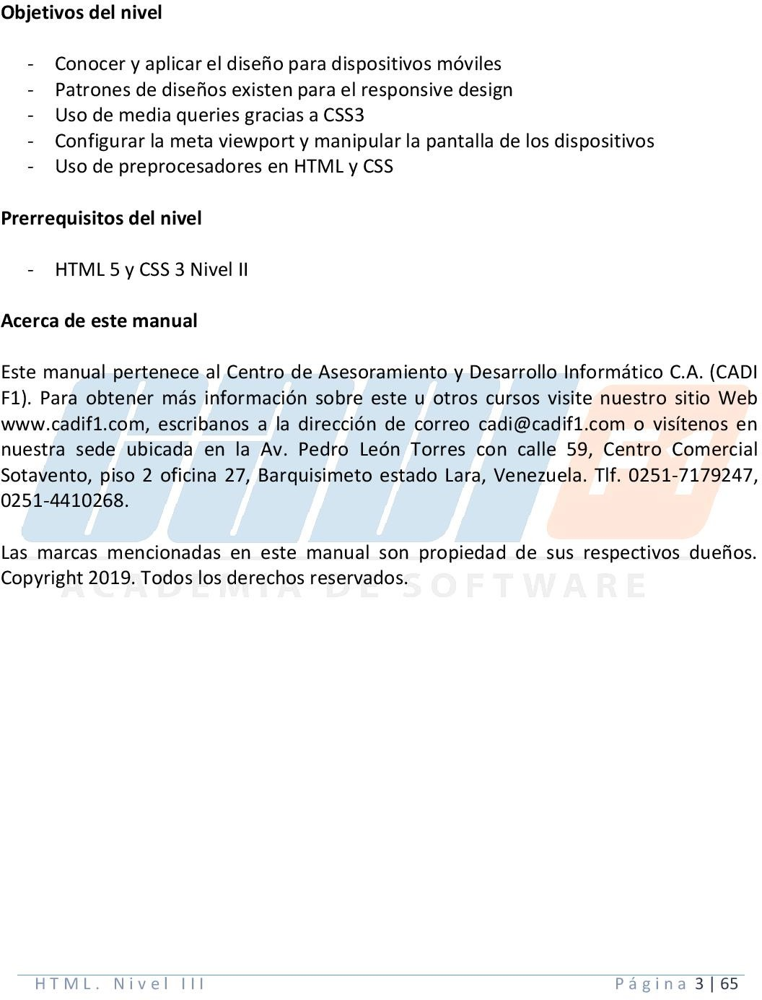 Objetivos del nivel
- Conocer y aplicar el diseño para dispositivos móviles
- Patrones de diseños existen para el responsive design
- Uso de media queries gracias a CSS3
- Configurar la meta viewport y manipular la pantalla de los dispositivos
- Uso de preprocesadores en HTML y CSS
Prerrequisitos del nivel
- HTML 5 y CSS 3 Nivel II
Acerca de este manual
Este manual pertenece al Centro de Asesoramiento y Desarrollo Informático C.A. (CADI
F1). Para obtener más información sobre este u otros cursos visite nuestro sitio Web
www.cadif1.com, escribanos a la dirección de correo cadi@cadif1.com o visítenos en
nuestra sede ubicada en la Av. Pedro León Torres con calle 59, Centro Comercial
Sotavento, piso 2 oficina 27, Barquisimeto estado Lara, Venezuela. Tlf. 0251-7179247,
0251-4410268.
CADI F1
Las marcas mencionadas en este manual son propiedad de sus respectivos dueños.
Copyright 2019. Todos los derechos reservados.
ACADEMIA DE SOFTWARE
HTML. Nivel III Página 3 | 65